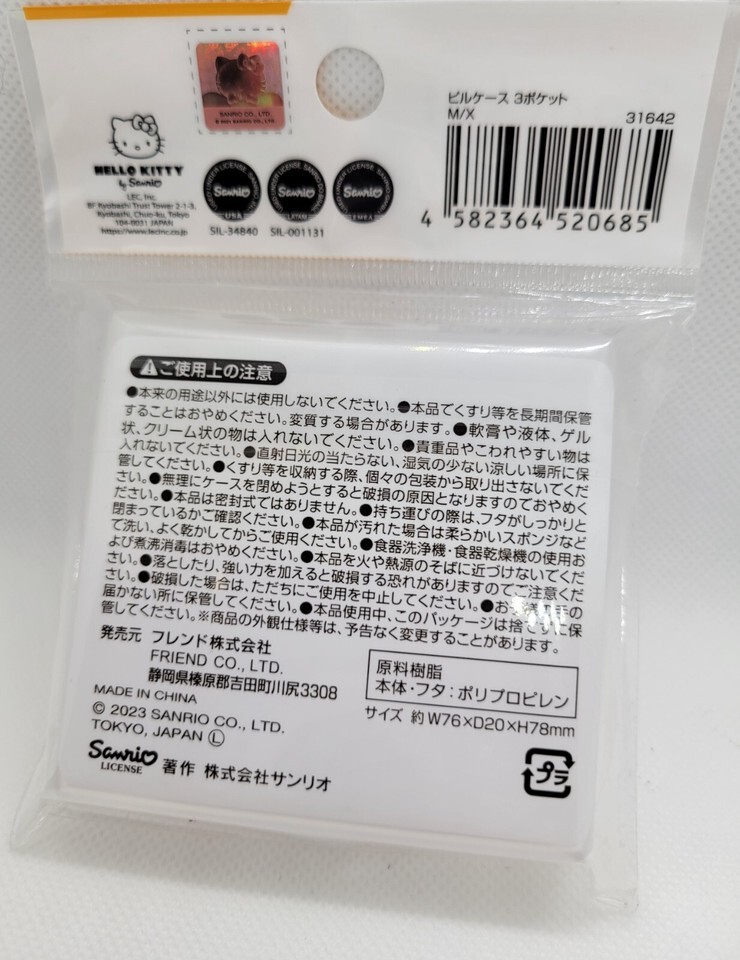 SANRIO CO., LTD.
HELLO KITTY
by Sanrio
LEC, Inc.
8F Kyobashi Trust Tower 2-1-3,
Kyobashi, Chuo-ku, Tokyo
104-0031 JAPAN
https://www.lecinc.co.jp
Sanrio
USA
Sanrio
JAPAN
Sanrio
SIL-34840 SIL-001131
ピルケース 3ポケット
M/X 31642
4 582364 520685
ご使用上の注意
●本来の用途以外には使用しないでください。●本品でくすり等を長期間保管
することはおやめください。変質する場合があります。●軟膏や液体、ゲル
状、クリーム状の物は入れないでください。●貴重品やこわれやすい物は
入れないでください。●直射日光の当たらない、湿気の少ない涼しい場所に保
管してください。●くすり等を収納する際、個々の包装から取り出さないでくだ
さい。●無理にケースを閉めようとすると破損の原因となりますのでおやめく
ださい。●本品は密封式ではありません。●持ち運びの際は、フタがしっかりと
閉まっているかご確認ください。●本品が汚れた場合は柔らかいスポンジなど
で洗い、よく乾かしてからご使用ください。●食器洗浄機・食器乾燥機の使用お
よび煮沸消毒はおやめください。●本品を火や熱源のそばに近づけないでくだ
さい。●落としたり、強い力を加えると破損する恐れがありますのでご注意くだ
さい。●破損した場合は、ただちにご使用を中止してください。●お 手の
届かない所に保管してください。●本品使用中、このパッケージは捨てずに保
管してください。※商品の外観仕様等は、予告なく変更することがあります。
発売元 フレンド株式会社
FRIEND CO., LTD.
静岡県榛原郡吉田町川尻3308
MADE IN CHINA
© 2023 SANRIO CO., LTD.
TOKYO, JAPAN Ⓛ
Sanrio
LICENSE
著作 株式会社サンリオ
原料樹脂
本体・フタ：ポリプロピレン
サイズ 約 W76×D20×H78mm
プラ